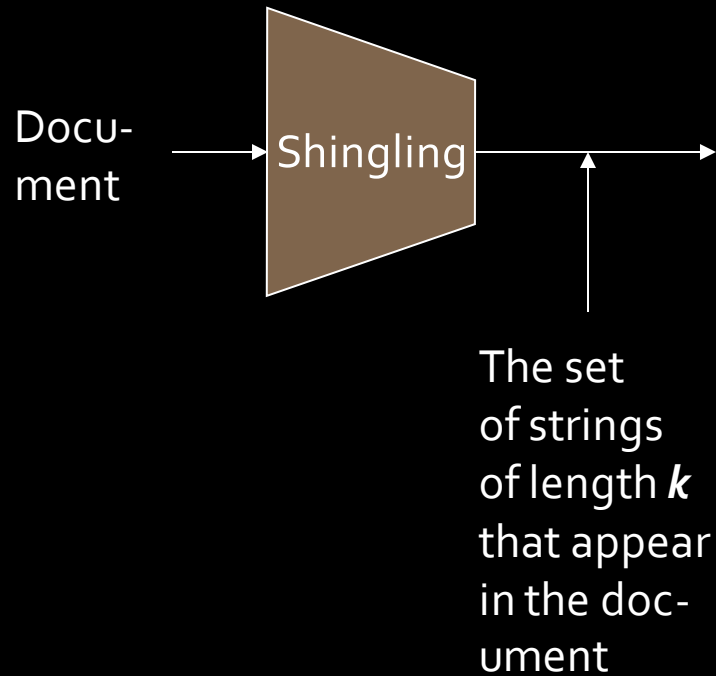 Docu-
ment
Shingling
The set
of strings
of length k
that appear
in the doc-
ument